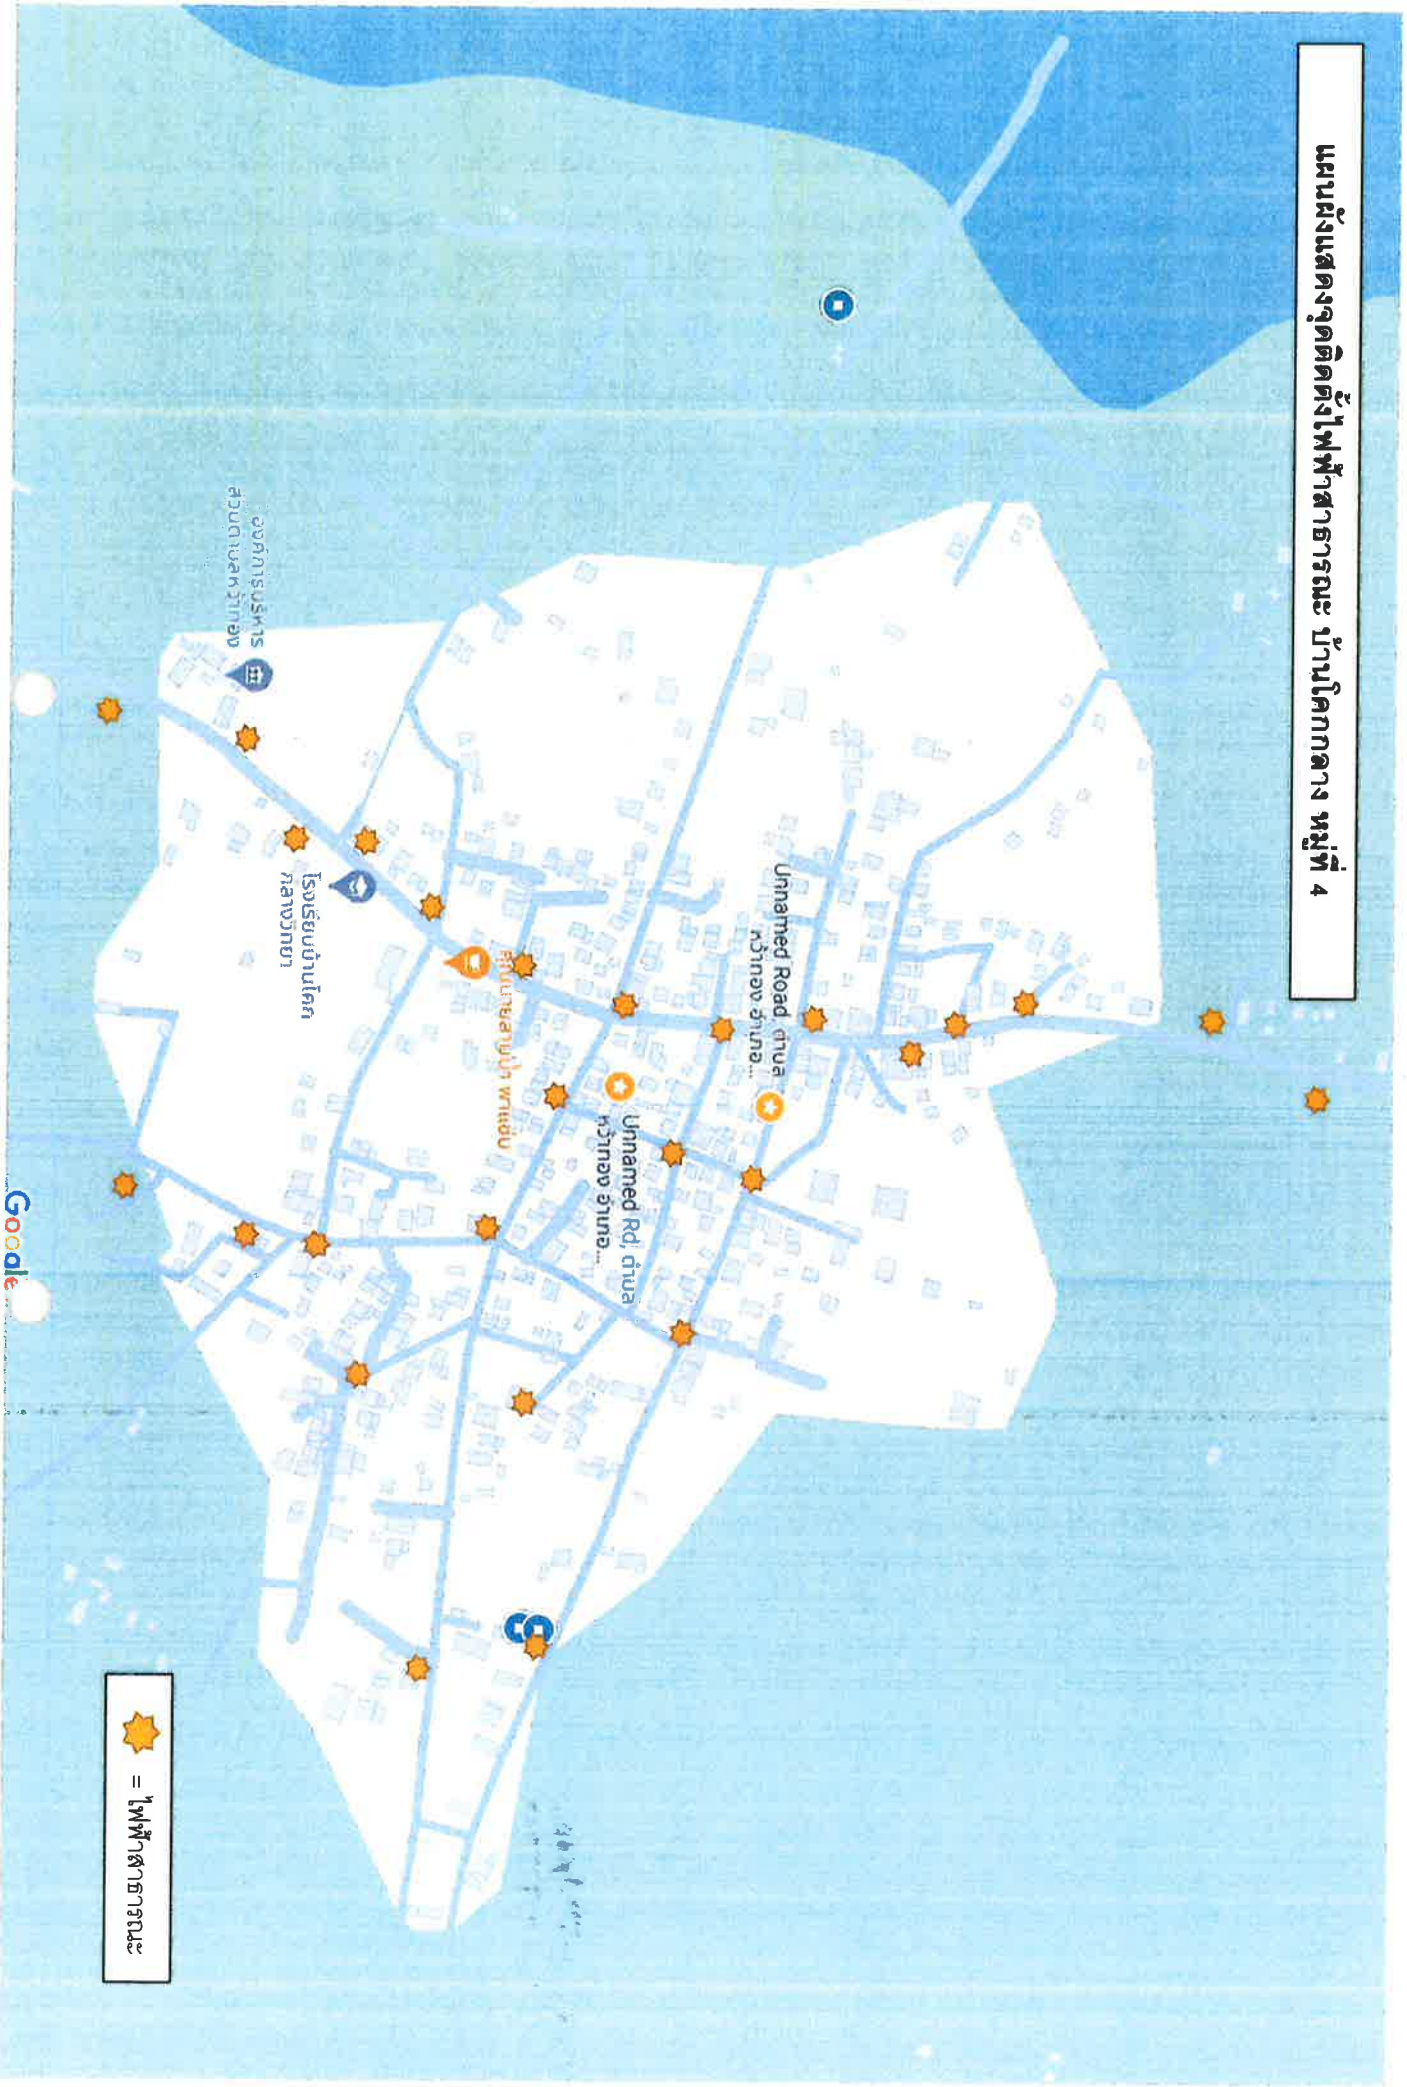 แผนผังแสดงจุดติดตั้งไฟฟ้าสาธารณะ บ้านโคกกลาง หมู่ที่ 4
Unnamed Road, ตำบล
หว้าทอง อำเภอ...
Unnamed Rd, ตำบล
หว้าทอง อำเภอ...
องค์การบริหาร
ส่วนตำบลหว้าทอง
โรงเรียนบ้านโคก
กลางวิทยา
Google
= ไฟฟ้าสาธารณะ